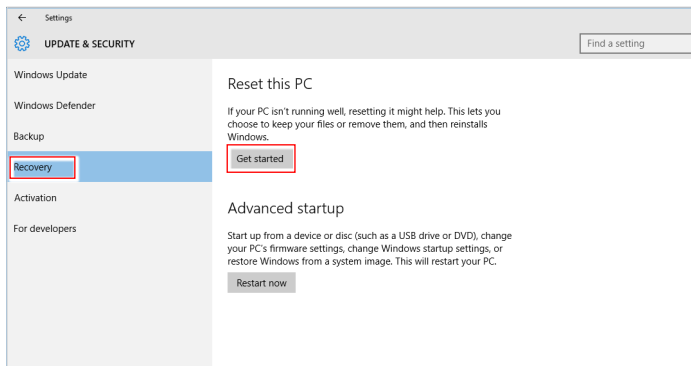 Settings
UPDATE & SECURITY
Find a setting
Windows Update
Windows Defender
Backup
Recovery
Activation
For developers
Reset this PC
If your PC isn't running well, resetting it might help. This lets you
choose to keep your files or remove them, and then reinstalls
Windows.
Get started
Advanced startup
Start up from a device or disc (such as a USB drive or DVD), change
your PC's firmware settings, change Windows startup settings, or
restore Windows from a system image. This will restart your PC.
Restart now